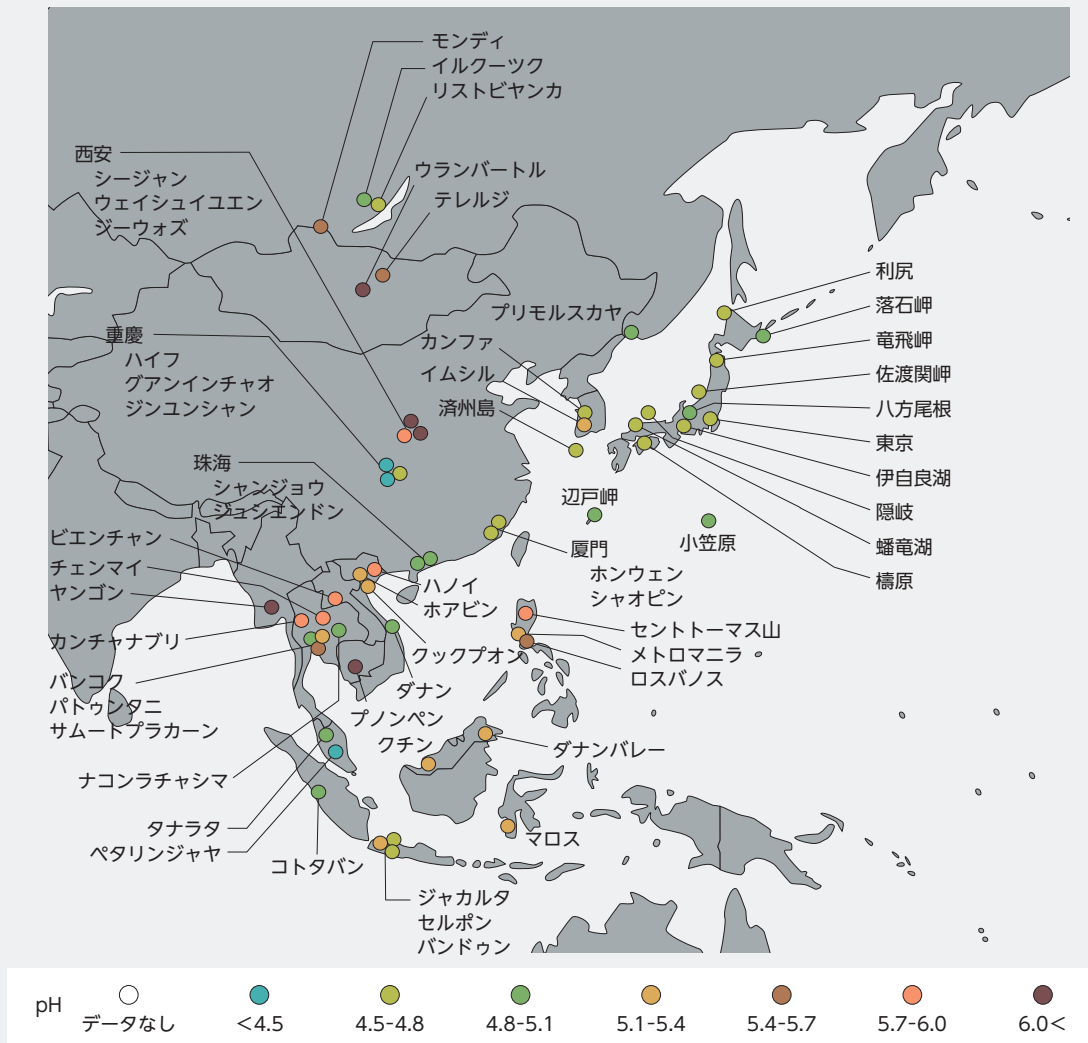 モンディ
イルクーツク
リストビヤンカ
西安
シージャン
ウェイシュイユエン
ジーウォズ
ウランバートル
テレルジ
利尻
落石岬
竜飛岬
佐渡関岬
八方尾根
東京
伊自良湖
隠岐
蟠竜湖
檮原
プリモルスカヤ
カンファ
イムシル
済州島
重慶
ハイフ
グアンインチャオ
ジンユンシャン
珠海
シャンジョウ
ジュシエンドン
辺戸岬
小笠原
厦門
ホンウェン
シャオピン
ビエンチャン
チェンマイ
ヤンゴン
カンチャナブリ
バンコク
パトゥンタニ
サムートプラカーン
ハノイ
ホアビン
クックプオン
ダナン
プノンペン
クチン
セントトーマス山
メトロマニラ
ロスバノス
ダナンバレー
ナコンラチャシマ
タナラタ
ペタリンジャヤ
コトタバン
マロス
ジャカルタ
セルポン
バンドゥン
pH
データなし
<4.5
4.5-4.8
4.8-5.1
5.1-5.4
5.4-5.7
5.7-6.0
6.0<